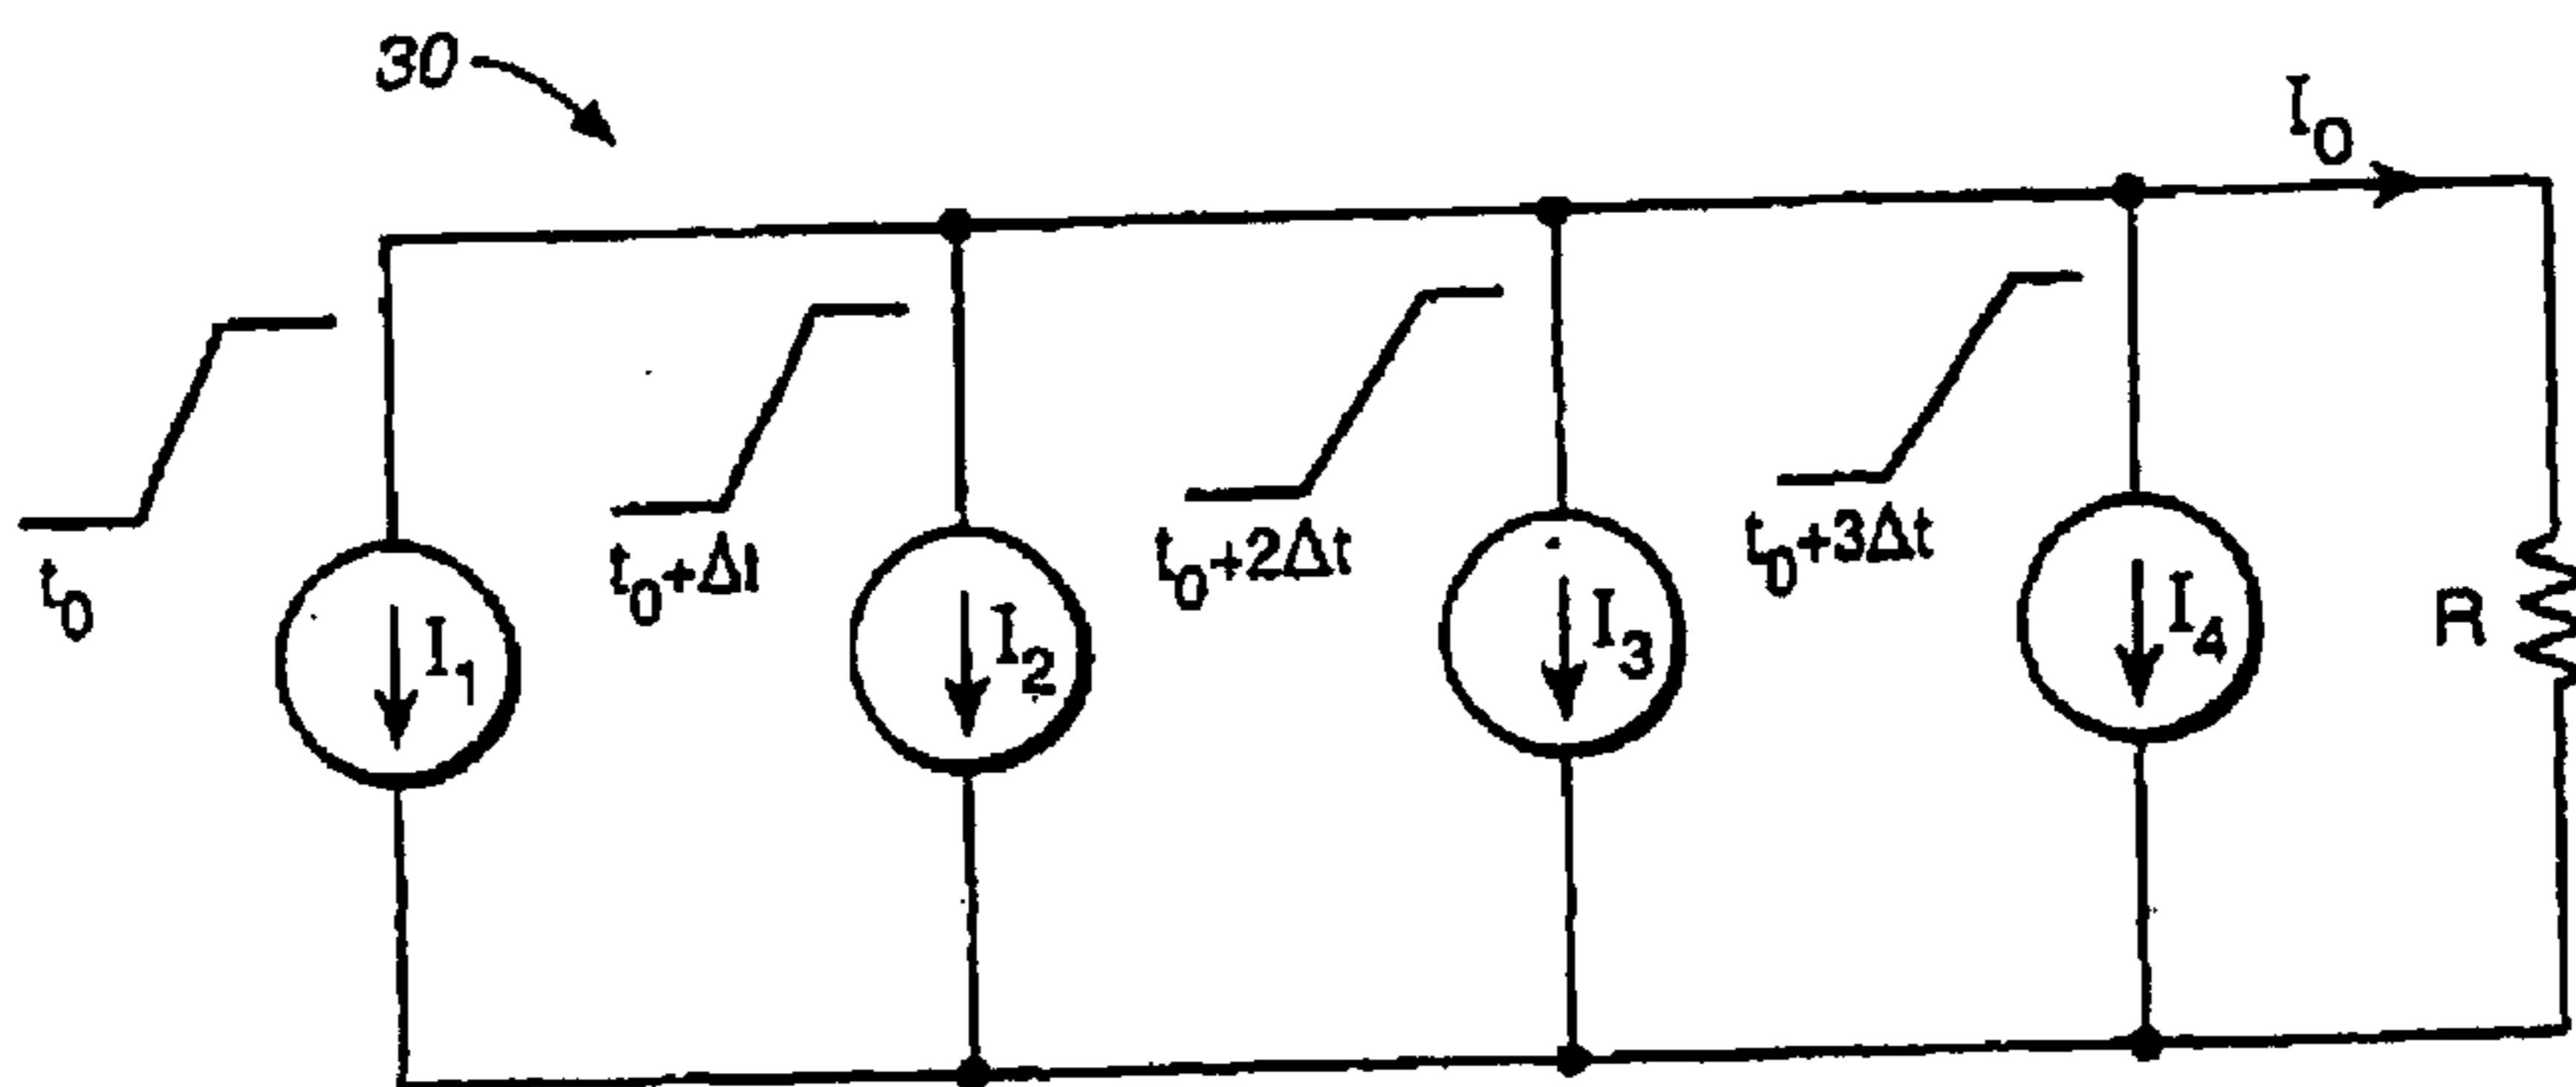 30
I₀
t₀
t₀+Δt
t₀+2Δt
t₀+3Δt
I₁
I₂
I₃
I₄
R